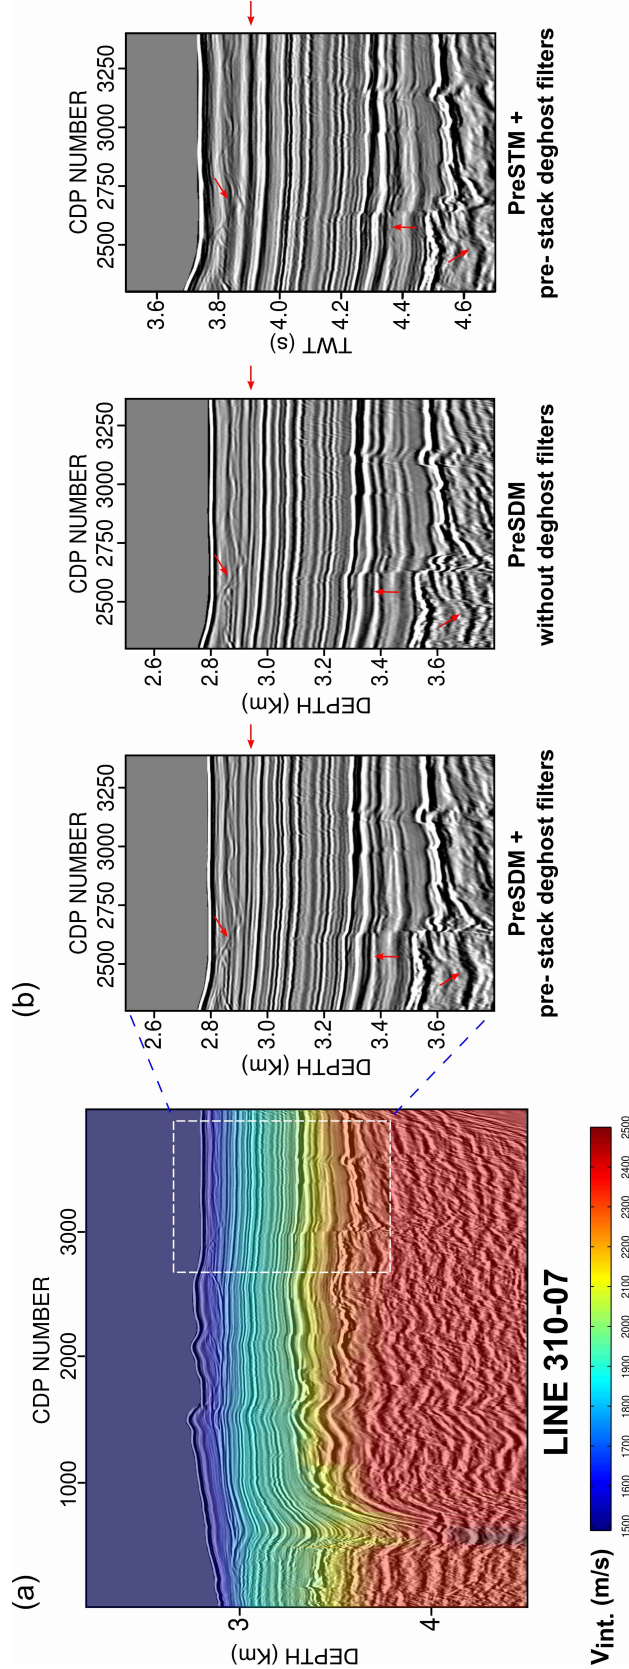 (a)
CDP NUMBER
1000 2000 3000
DEPTH (Km)
3
4
LINE 310-07
Vint. (m/s)
1500 1600 1700 1800 1900 2000 2100 2200 2300 2400 2500
(b)
CDP NUMBER
2500 2750 3000 3250
DEPTH (Km)
2.6
2.8
3.0
3.2
3.4
3.6
PreSDM +
pre- stack deghost filters
CDP NUMBER
2500 2750 3000 3250
DEPTH (Km)
2.6
2.8
3.0
3.2
3.4
3.6
PreSDM
without deghost filters
CDP NUMBER
2500 2750 3000 3250
TWT (s)
3.6
3.8
4.0
4.2
4.4
4.6
PreSTM +
pre- stack deghost filters